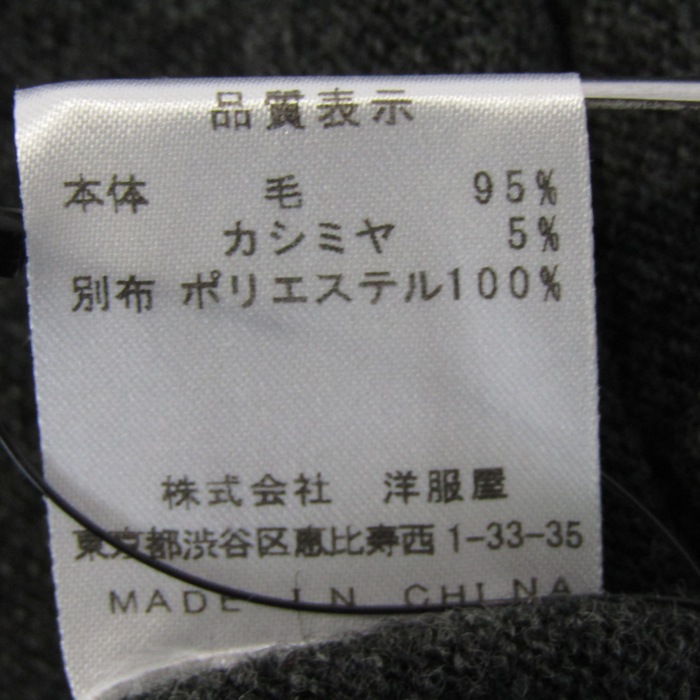 品質表示
本体 毛 95%
カシミヤ 5%
別布 ポリエステル100%
株式会社 洋服屋
東京都渋谷区恵比寿西1-33-35
MADE IN CHINA